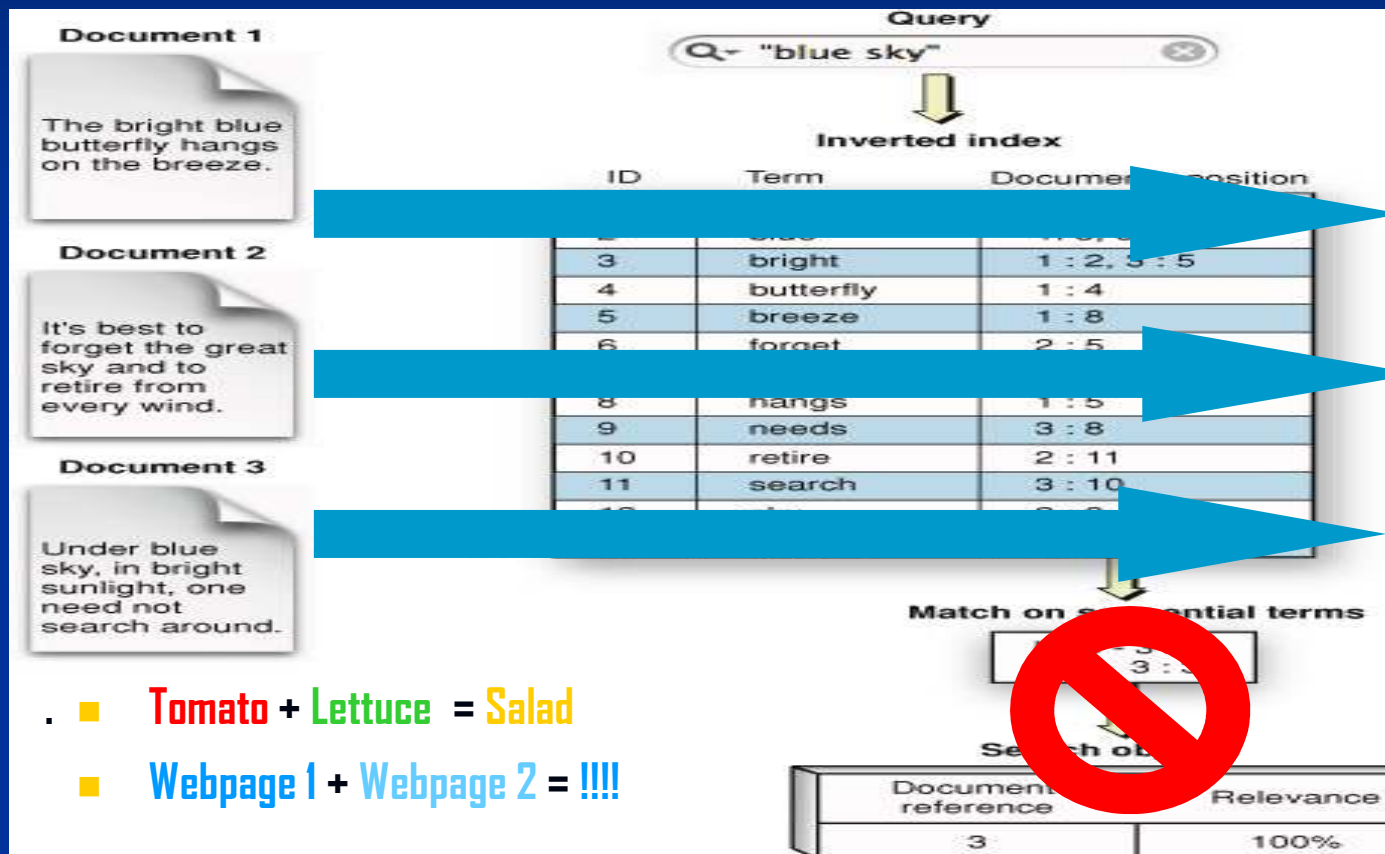 Document 1
The bright blue
butterfly hangs
on the breeze.
Document 2
It's best to
forget the great
sky and to
retire from
every wind.
Document 3
Under blue
sky, in bright
sunlight, one
need not
search around.
Query
"blue sky"
Inverted index
ID Term
3 bright 1 : 2, 3 : 5
4 butterfly 1 : 4
5 breeze 1 : 8
6 forget 2 : 5
8 hangs 1 : 5
9 needs 3 : 8
10 retire 2 : 11
11 search 3 : 10
Match on terms
Document reference Relevance
3 100%
. ■ Tomato + Lettuce = Salad
■ Webpage 1 + Webpage 2 = !!!!